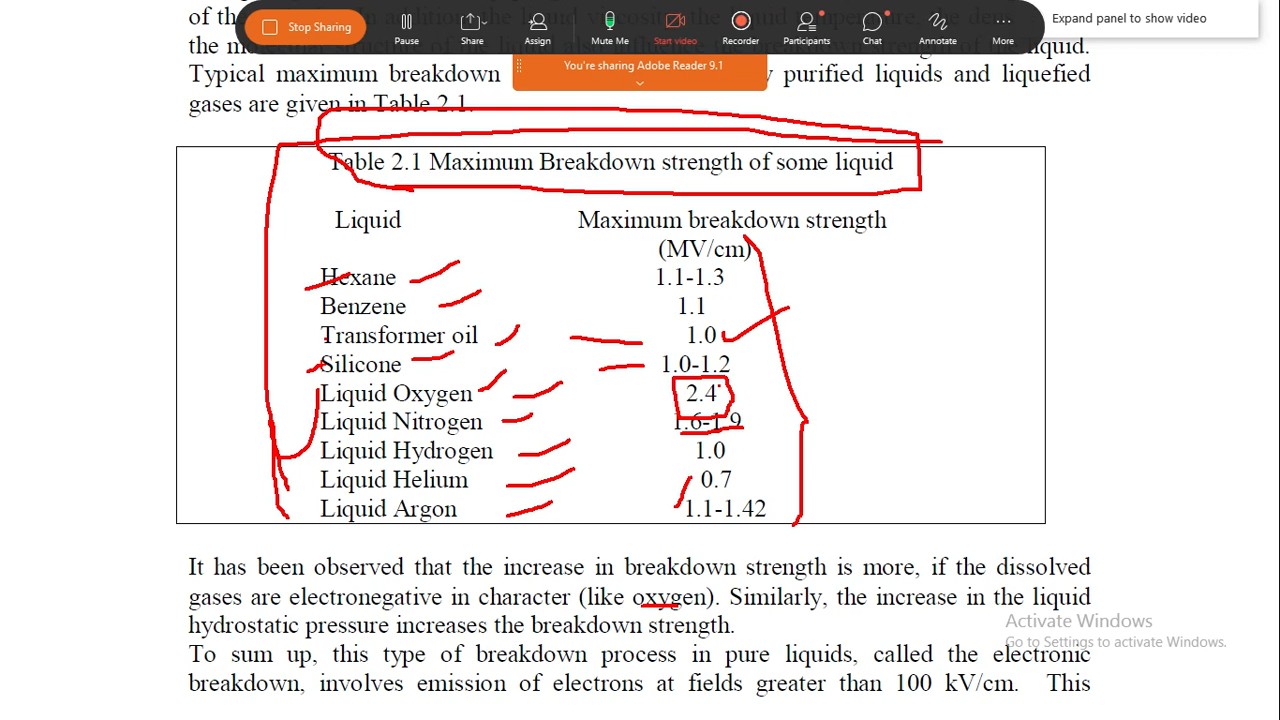 Stop Sharing
Pause
Share
Assign
Mute Me
Start video
Recorder
Participants
Chat
Annotate
More
Expand panel to show video
of the
the liquid.
You're sharing Adobe Reader 9.1
Typical maximum breakdown y purified liquids and liquefied
gases are given in Table 2.1.
Table 2.1 Maximum Breakdown strength of some liquid
Liquid Maximum breakdown strength
(MV/cm)
Hexane 1.1-1.3
Benzene 1.1
Transformer oil 1.0
Silicone 1.0-1.2
Liquid Oxygen 2.4
Liquid Nitrogen 1.6-1.9
Liquid Hydrogen 1.0
Liquid Helium 0.7
Liquid Argon 1.1-1.42
It has been observed that the increase in breakdown strength is more, if the dissolved
gases are electronegative in character (like oxygen). Similarly, the increase in the liquid
hydrostatic pressure increases the breakdown strength.
To sum up, this type of breakdown process in pure liquids, called the electronic
breakdown, involves emission of electrons at fields greater than 100 kV/cm. This
Activate Windows
Go to Settings to activate Windows.